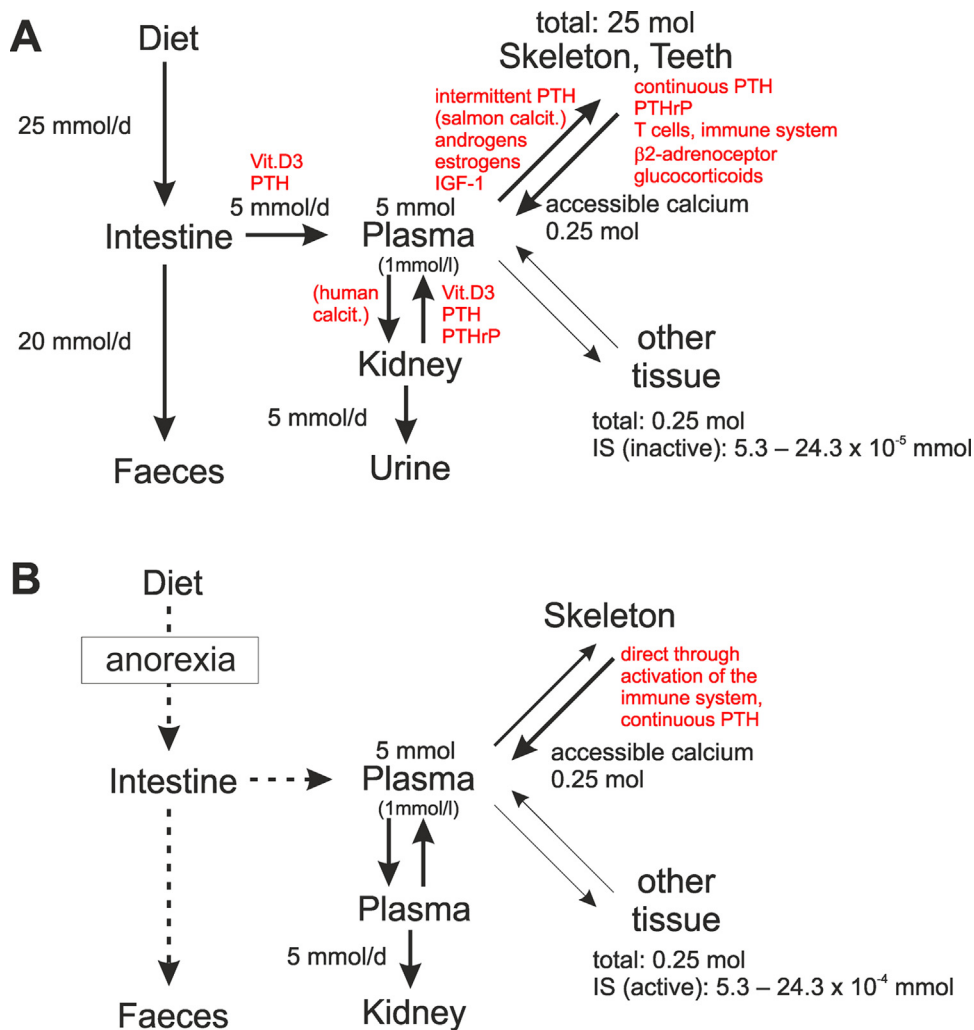 A
Diet
total: 25 mol
Skeleton, Teeth
25 mmol/d
intermittent PTH
(salmon calcit.)
androgens
estrogens
IGF-1
continuous PTH
PTHrP
T cells, immune system
β2-adrenoceptor
glucocorticoids
Vit.D3
PTH
5 mmol/d
Intestine
5 mmol
Plasma
(1mmol/l)
accessible calcium
0.25 mol
(human
calcit.)
Vit.D3
PTH
PTHrP
20 mmol/d
Kidney
other
tissue
5 mmol/d
total: 0.25 mol
IS (inactive): 5.3 – 24.3 x 10⁻⁵ mmol
Faeces
Urine
B
Diet
anorexia
Skeleton
direct through
activation of the
immune system,
continuous PTH
Intestine
5 mmol
Plasma
(1mmol/l)
accessible calcium
0.25 mol
Plasma
other
tissue
5 mmol/d
total: 0.25 mol
IS (active): 5.3 – 24.3 x 10⁻⁴ mmol
Faeces
Kidney